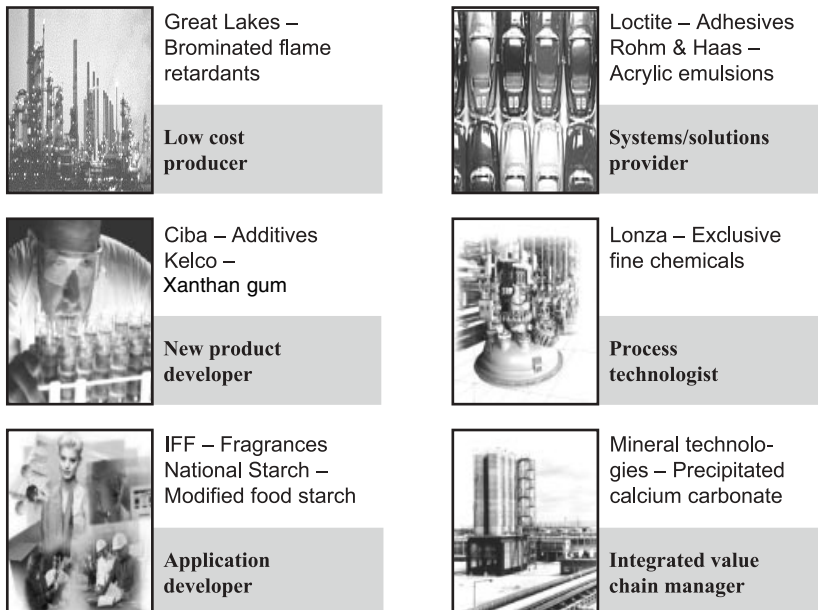 Great Lakes –
Brominated flame
retardants
Low cost
producer
Loctite – Adhesives
Rohm & Haas –
Acrylic emulsions
Systems/solutions
provider
Ciba – Additives
Kelco –
Xanthan gum
New product
developer
Lonza – Exclusive
fine chemicals
Process
technologist
IFF – Fragrances
National Starch –
Modified food starch
Application
developer
Mineral technolo-
gies – Precipitated
calcium carbonate
Integrated value
chain manager